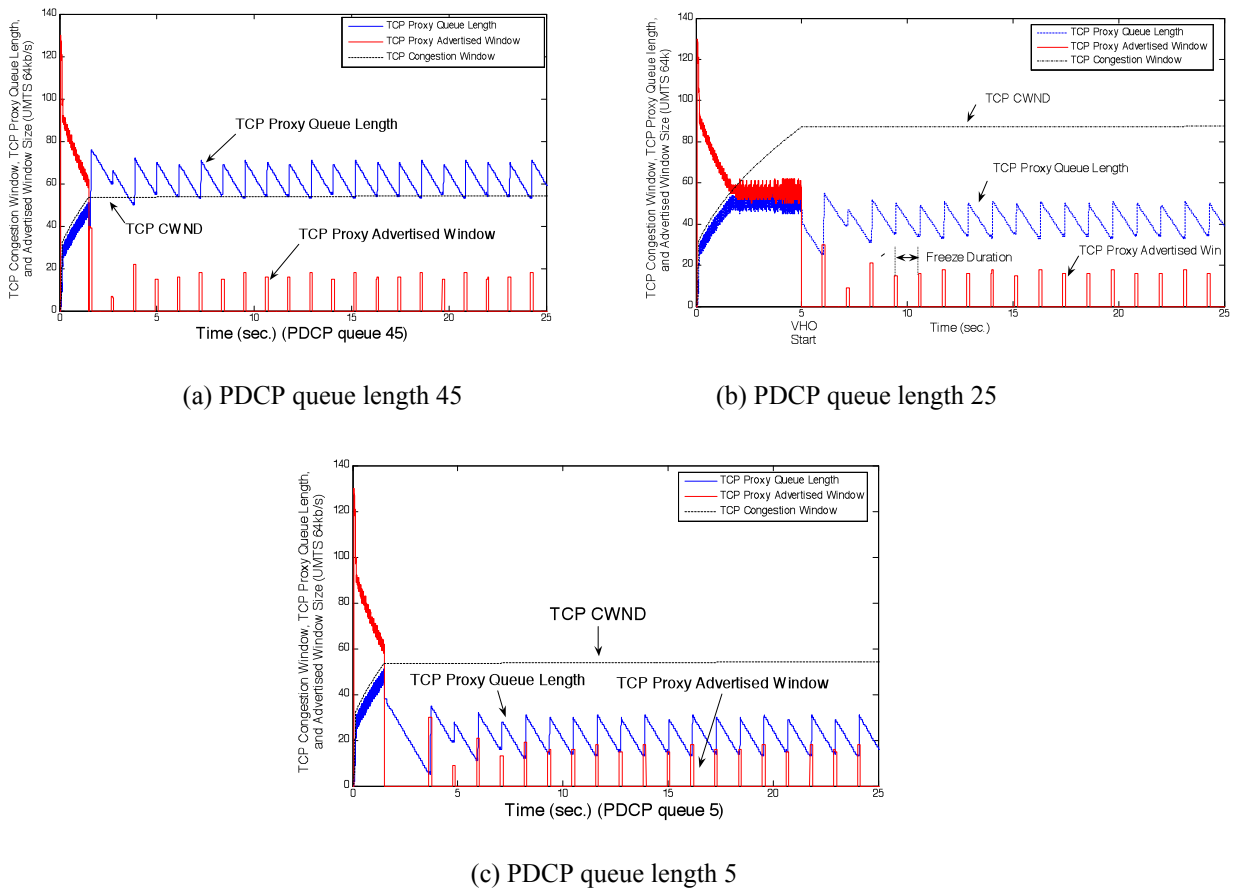 TCP Congestion Window, TCP Proxy Queue Length,
and Advertised Window Size (UMTS 64kb/s)
140
120
100
80
60
40
20
0
TCP Proxy Queue Length
TCP Proxy Advertised Window
TCP Congestion Window
TCP Proxy Queue Length
TCP CWND
TCP Proxy Advertised Window
0
5
10
15
20
25
Time (sec.) (PDCP queue 45)
(a) PDCP queue length 45
TCP Congestion Window, TCP Proxy Queue length,
and Advertised Window Size (UMTS 64k)
140
120
100
80
60
40
20
0
TCP Proxy Queue Length
TCP Proxy Advertised Window
TCP Congestion Window
TCP CWND
TCP Proxy Queue Length
Freeze Duration
TCP Proxy Advertised Win
0
5
10
15
20
25
VHO
Start
Time (sec.)
(b) PDCP queue length 25
TCP Congestion Window, TCP Proxy Queue Length,
and Advertised Window Size (UMTS 64kb/s)
140
120
100
80
60
40
20
0
TCP Proxy Queue Length
TCP Proxy Advertised Window
TCP Congestion Window
TCP CWND
TCP Proxy Queue Length
TCP Proxy Advertised Window
0
5
10
15
20
25
Time (sec.) (PDCP queue 5)
(c) PDCP queue length 5